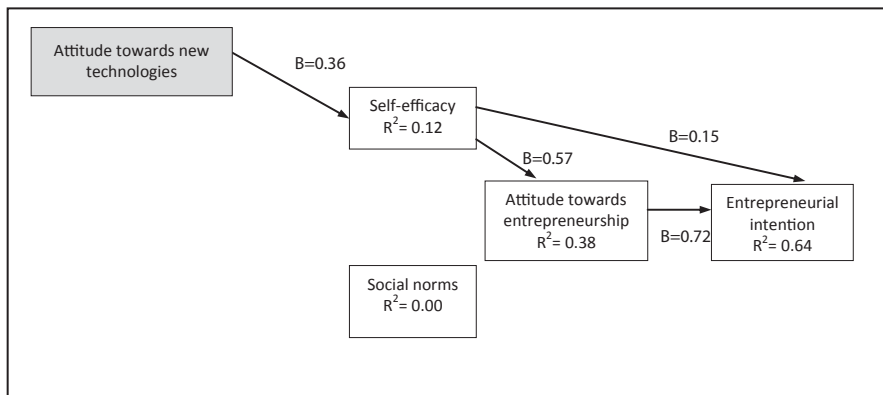 Attitude towards new
technologies
B=0.36
Self-efficacy
R²= 0.12
B=0.15
B=0.57
Attitude towards
entrepreneurship
R²= 0.38
B=0.72
Entrepreneurial
intention
R²= 0.64
Social norms
R²= 0.00